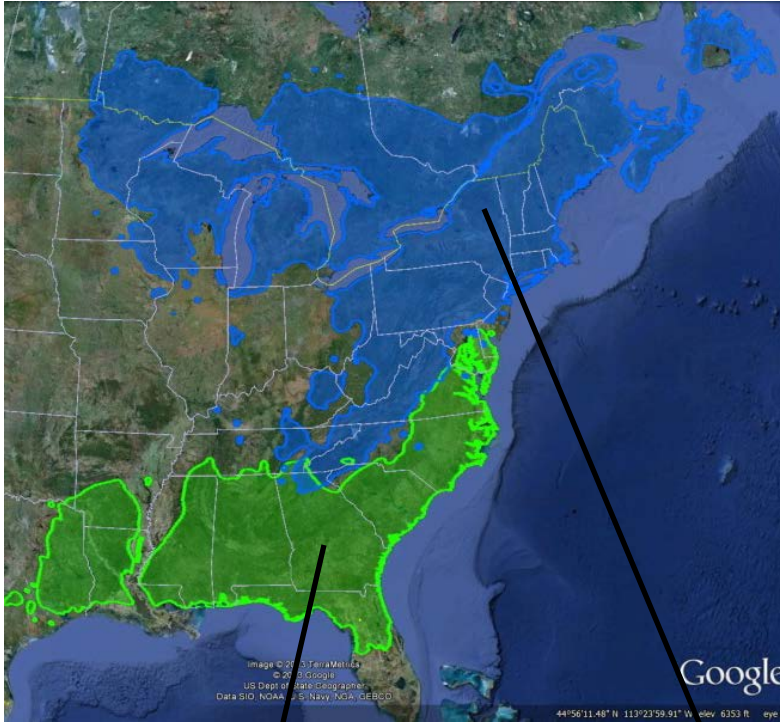 Image © 2013 TerraMetrics
© 2013 Google
US Dept of State Geographer
Data SIO, NOAA, U.S. Navy, NGA, GEBCO
Google
44°56'11.48" N 113°23'59.91" W elev 6353 ft eye